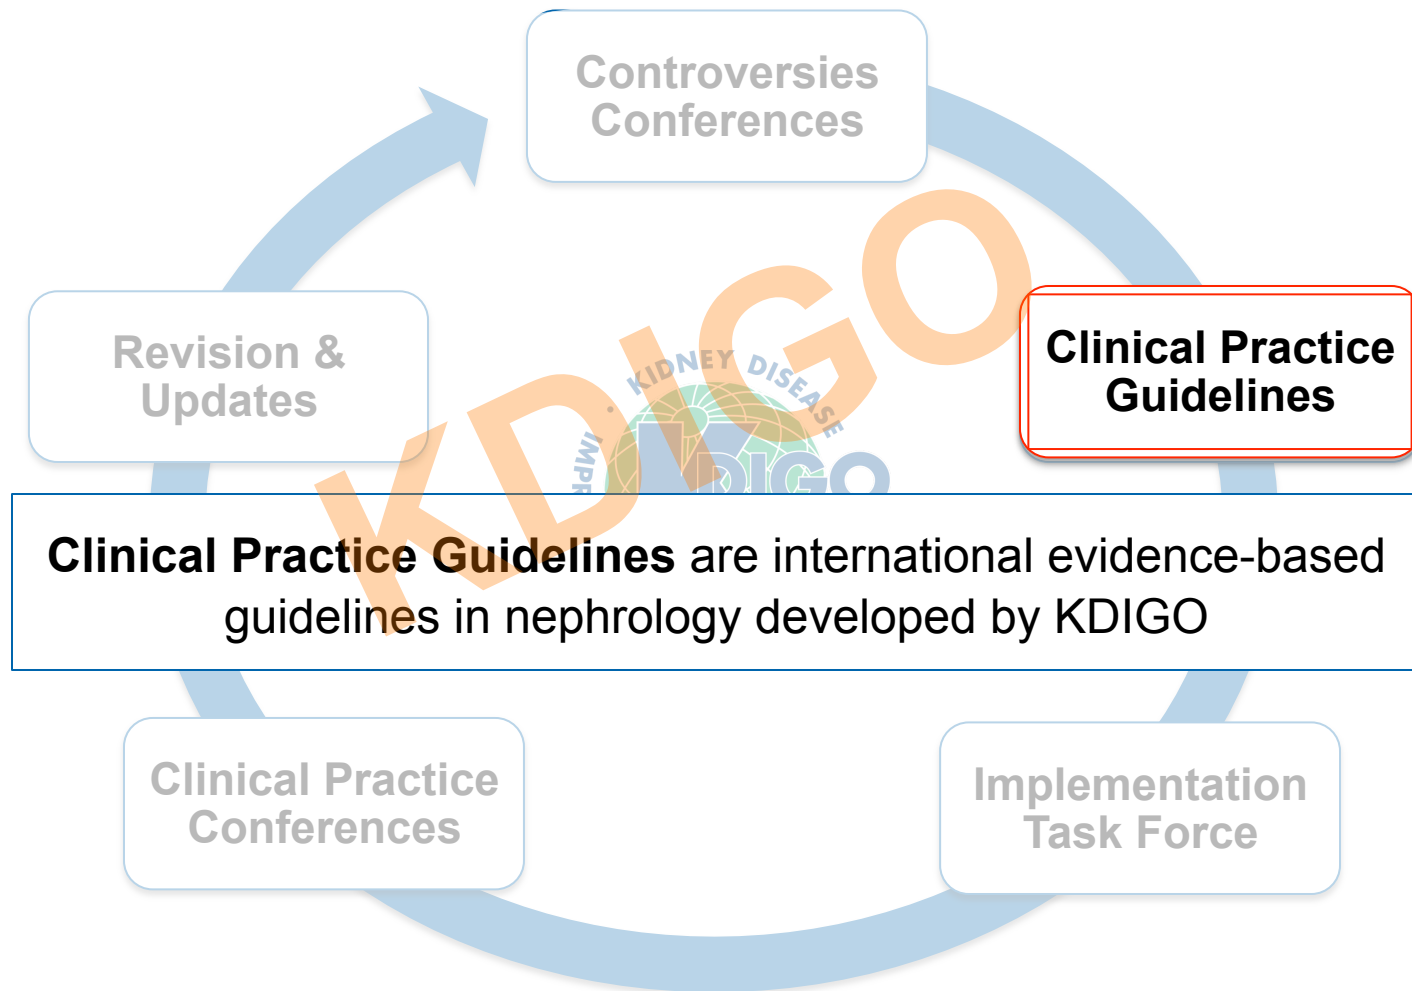 Controversies
Conferences
Clinical Practice
Guidelines
Revision &
Updates
· KIDNEY DISEASE
KDIGO
KDIGO
Clinical Practice Guidelines are international evidence-based
guidelines in nephrology developed by KDIGO
Clinical Practice
Conferences
Implementation
Task Force